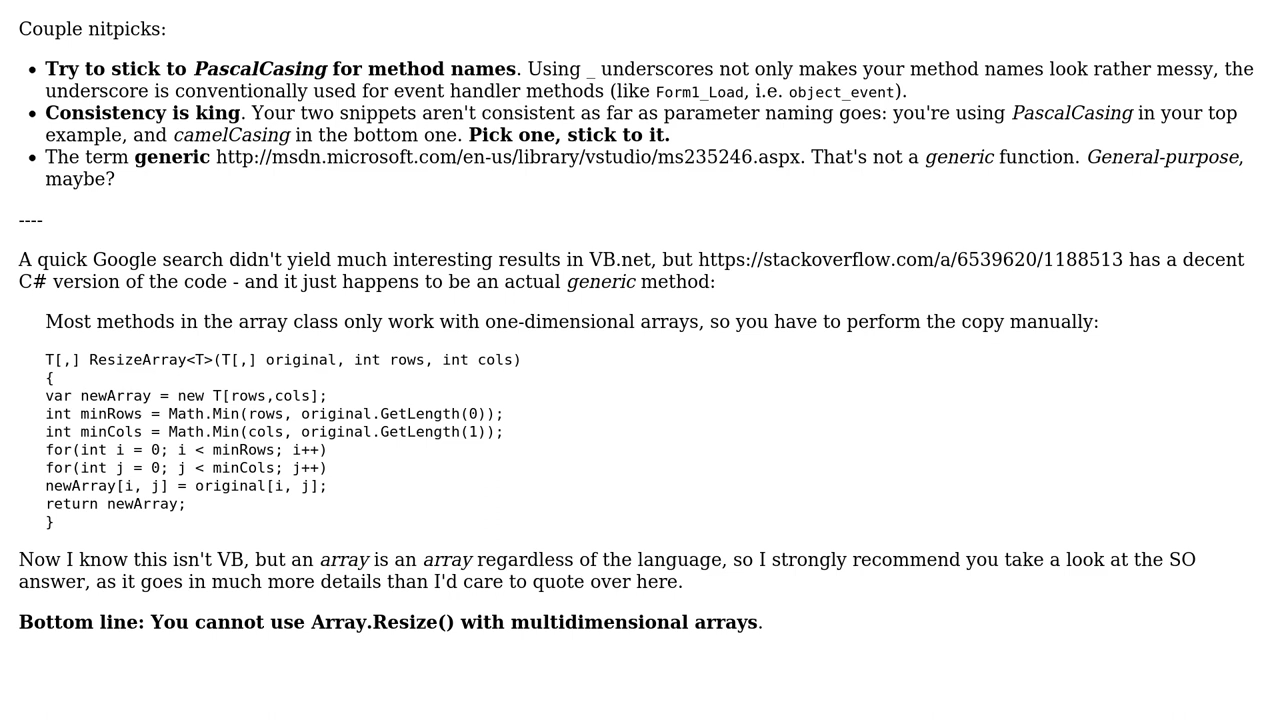 Couple nitpicks:
• Try to stick to PascalCasing for method names. Using _ underscores not only makes your method names look rather messy, the
underscore is conventionally used for event handler methods (like Form1_Load, i.e. object_event).
• Consistency is king. Your two snippets aren't consistent as far as parameter naming goes: you're using PascalCasing in your top
example, and camelCasing in the bottom one. Pick one, stick to it.
• The term generic http://msdn.microsoft.com/en-us/library/vstudio/ms235246.aspx. That's not a generic function. General-purpose,
maybe?
----
A quick Google search didn't yield much interesting results in VB.net, but https://stackoverflow.com/a/6539620/1188513 has a decent
C# version of the code - and it just happens to be an actual generic method:
Most methods in the array class only work with one-dimensional arrays, so you have to perform the copy manually:
T[,] ResizeArray<T>(T[,] original, int rows, int cols)
{
var newArray = new T[rows,cols];
int minRows = Math.Min(rows, original.GetLength(0));
int minCols = Math.Min(cols, original.GetLength(1));
for(int i = 0; i < minRows; i++)
for(int j = 0; j < minCols; j++)
newArray[i, j] = original[i, j];
return newArray;
}
Now I know this isn't VB, but an array is an array regardless of the language, so I strongly recommend you take a look at the SO
answer, as it goes in much more details than I'd care to quote over here.
Bottom line: You cannot use Array.Resize() with multidimensional arrays.